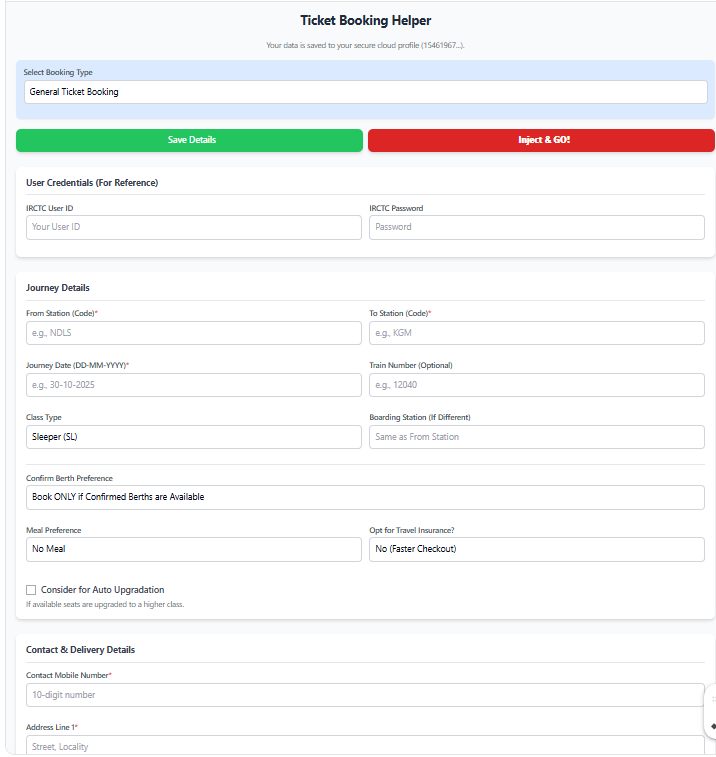 Ticket Booking Helper
Your data is saved to your secure cloud profile (15461967...).
Select Booking Type
General Ticket Booking
Save Details
Inject & GO!
User Credentials (For Reference)
IRCTC User ID
IRCTC Password
Your User ID
Password
Journey Details
From Station (Code)*
To Station (Code)*
e.g., NDLS
e.g., KGM
Journey Date (DD-MM-YYYY)*
Train Number (Optional)
e.g., 30-10-2025
e.g., 12040
Class Type
Boarding Station (If Different)
Sleeper (SL)
Same as From Station
Confirm Berth Preference
Book ONLY if Confirmed Berths are Available
Meal Preference
Opt for Travel Insurance?
No Meal
No (Faster Checkout)
Consider for Auto Upgradation
If available seats are upgraded to a higher class.
Contact & Delivery Details
Contact Mobile Number*
10-digit number
Address Line 1*
Street, Locality